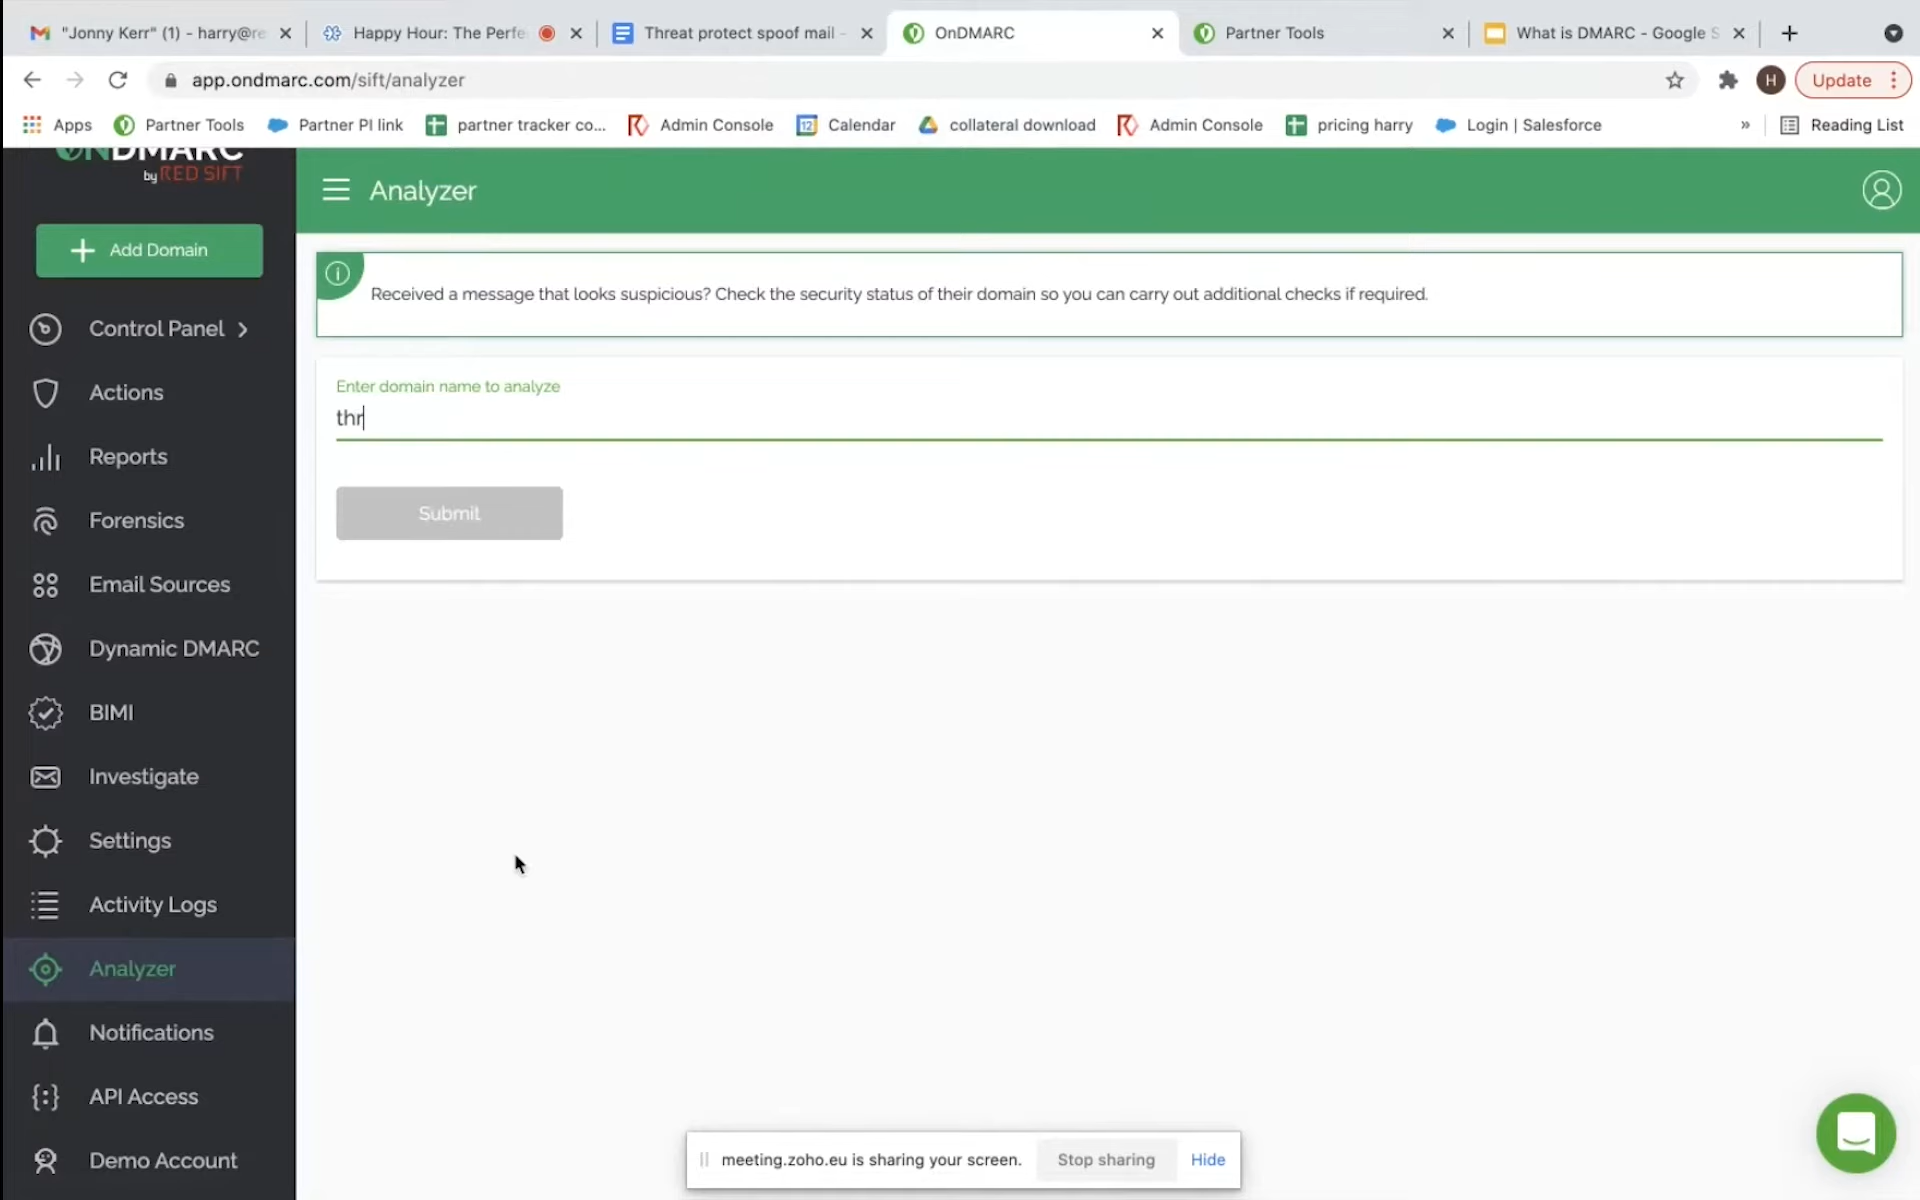 "Jonny Kerr" (1) - harry@re
Happy Hour: The Perfe
Threat protect spoof mail -
OnDMARC
Partner Tools
What is DMARC - Google S
app.ondmarc.com/sift/analyzer
H
Update
Apps
Partner Tools
Partner PI link
partner tracker co...
Admin Console
12
Calendar
collateral download
Admin Console
pricing harry
Login | Salesforce
»
Reading List
ONDMARC
by RED SIFT
Analyzer
Add Domain
Received a message that looks suspicious? Check the security status of their domain so you can carry out additional checks if required.
Control Panel
Enter domain name to analyze
Actions
thr
Reports
Submit
Forensics
Email Sources
Dynamic DMARC
BIMI
Investigate
Settings
Activity Logs
Analyzer
Notifications
API Access
Demo Account
meeting.zoho.eu is sharing your screen.
Stop sharing
Hide